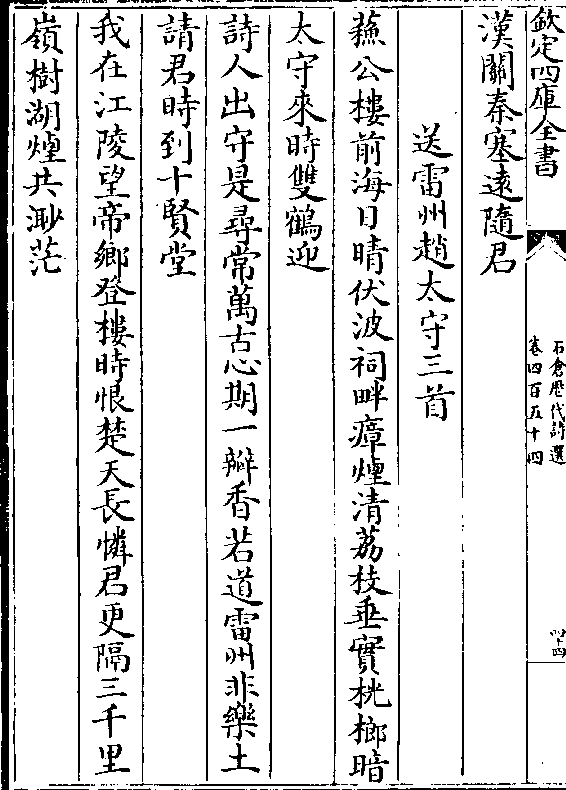 欽定四庫全書
石倉歷代詩選
卷四百五十四
四十四
漢關秦塞遠隨君
送雷州趙太守三首
蘓公樓前海日晴伏波祠畔瘴煙清荔枝垂實桄榔暗
太守來時雙鶴迎
詩人出守是尋常萬古心期一瓣香若道雷州非樂土
請君時到十賢堂
我在江陵望帝鄉登樓時恨楚天長憐君更隔三千里
嶺樹湖煙共渺茫